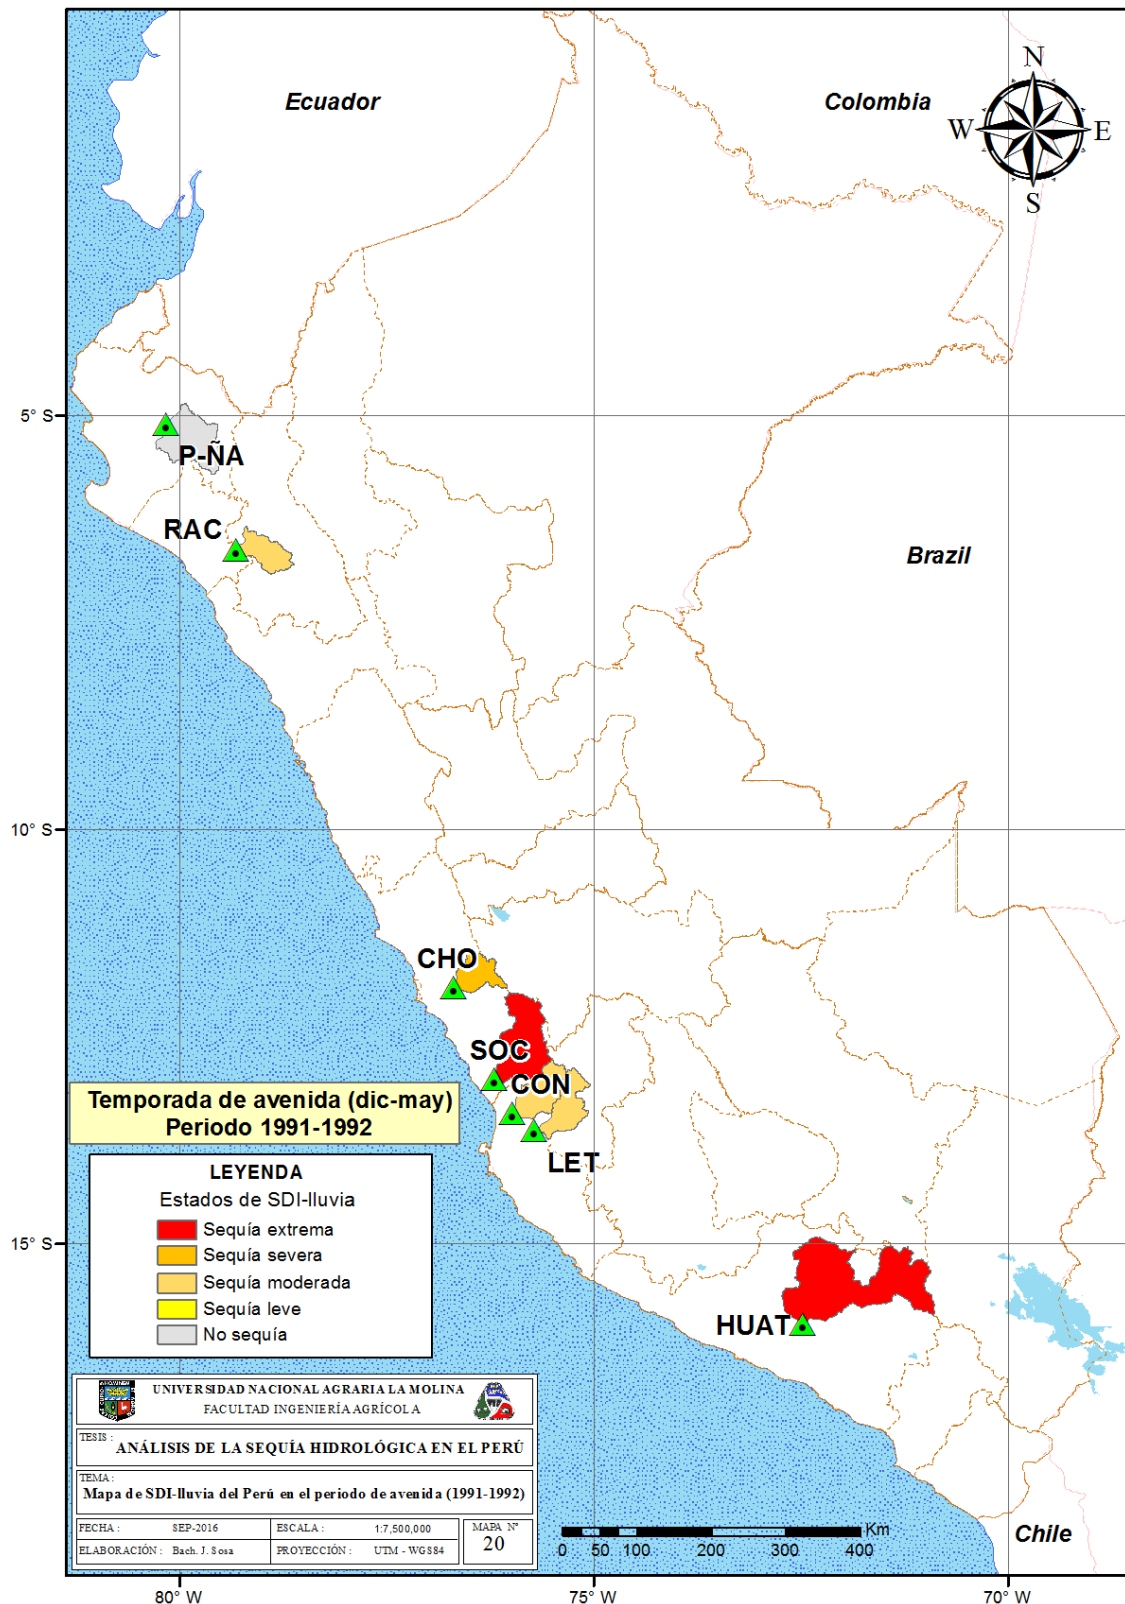 Ecuador
Colombia
N
W
E
S
5° S
P-ÑA
RAC
Brazil
10° S
CHO
SOC
CON
LET
Temporada de avenida (dic-may)
Periodo 1991-1992
LEYENDA
Estados de SDI-lluvia
Sequía extrema
Sequía severa
Sequía moderada
Sequía leve
No sequía
15° S
HUAT
UNIVERSIDAD NACIONAL AGRARIA LA MOLINA
FACULTAD INGENIERÍA AGRÍCOLA
TESIS : ANÁLISIS DE LA SEQUÍA HIDROLÓGICA EN EL PERÚ
TEMA :
Mapa de SDI-lluvia del Perú en el periodo de avenida (1991-1992)
FECHA : SEP-2016 ESCALA : 1:7,500,000 MAPA Nº
ELABORACIÓN : Bach. J. Sosa PROYECCIÓN : UTM - WGS84 20
Km
0 50 100 200 300 400
Chile
80° W 75° W 70° W